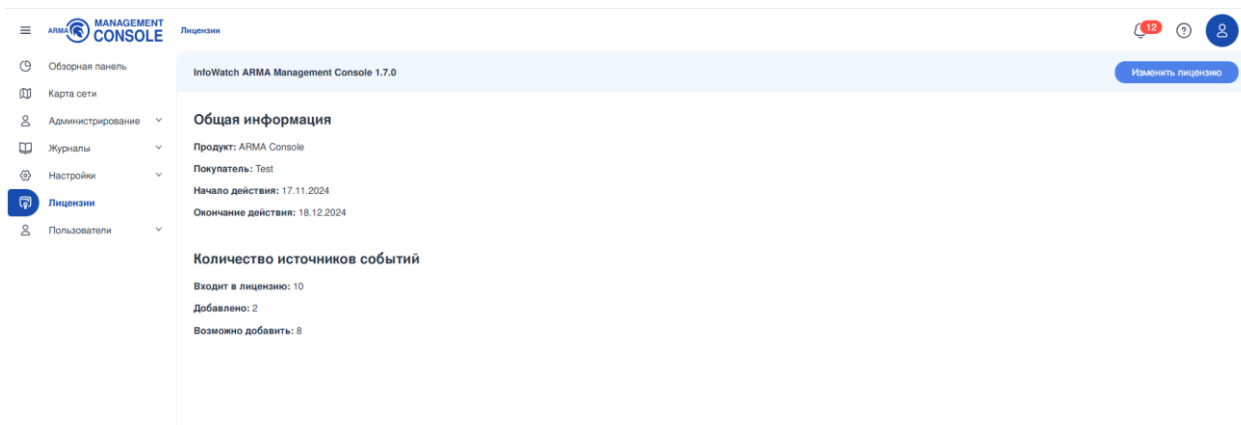 ARMA MANAGEMENT CONSOLE
Лицензии
12
?
Обзорная панель
Карта сети
Администрирование
Журналы
Настройки
Лицензии
Пользователи
InfoWatch ARMA Management Console 1.7.0
Изменить лицензию
Общая информация
Продукт: ARMA Console
Покупатель: Test
Начало действия: 17.11.2024
Окончание действия: 18.12.2024
Количество источников событий
Входит в лицензию: 10
Добавлено: 2
Возможно добавить: 8